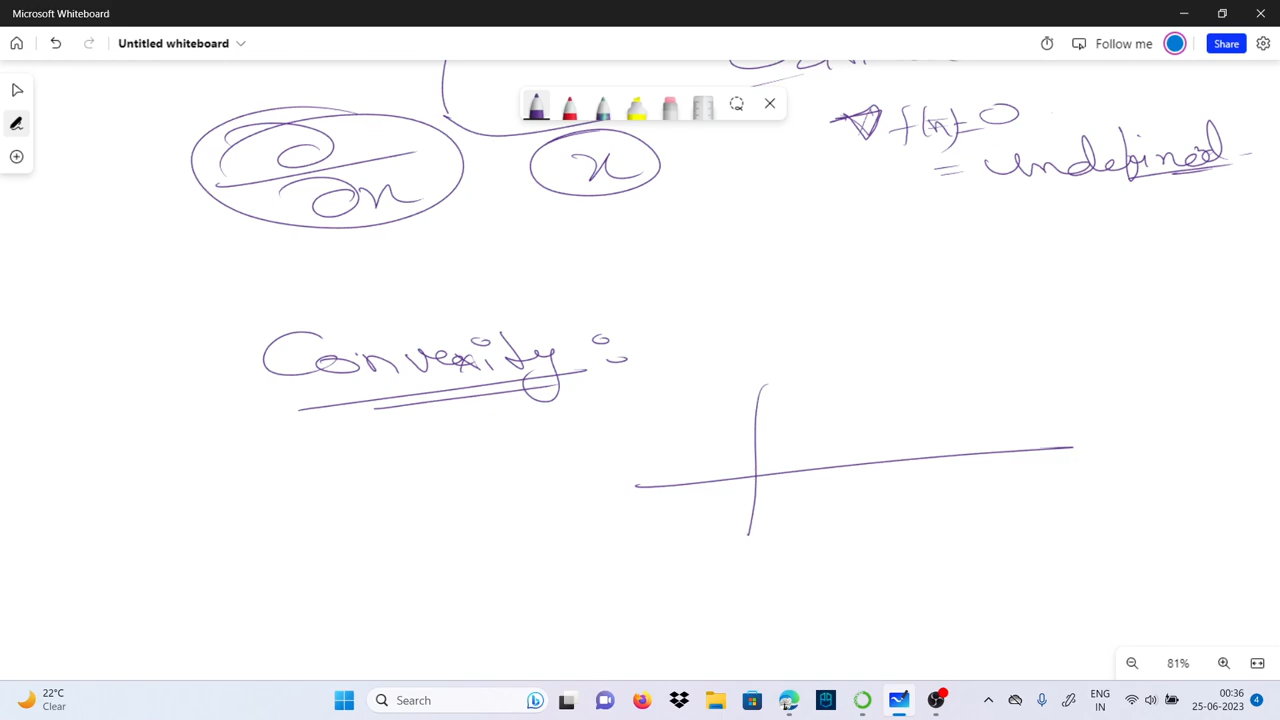 Microsoft Whiteboard
Untitled whiteboard
Follow me
Share
∇ f(x) = 0
= undefined
∂
∂x
x
Convexity :
81%
22°C
Clear
Search
ENG
IN
00:36
25-06-2023
4